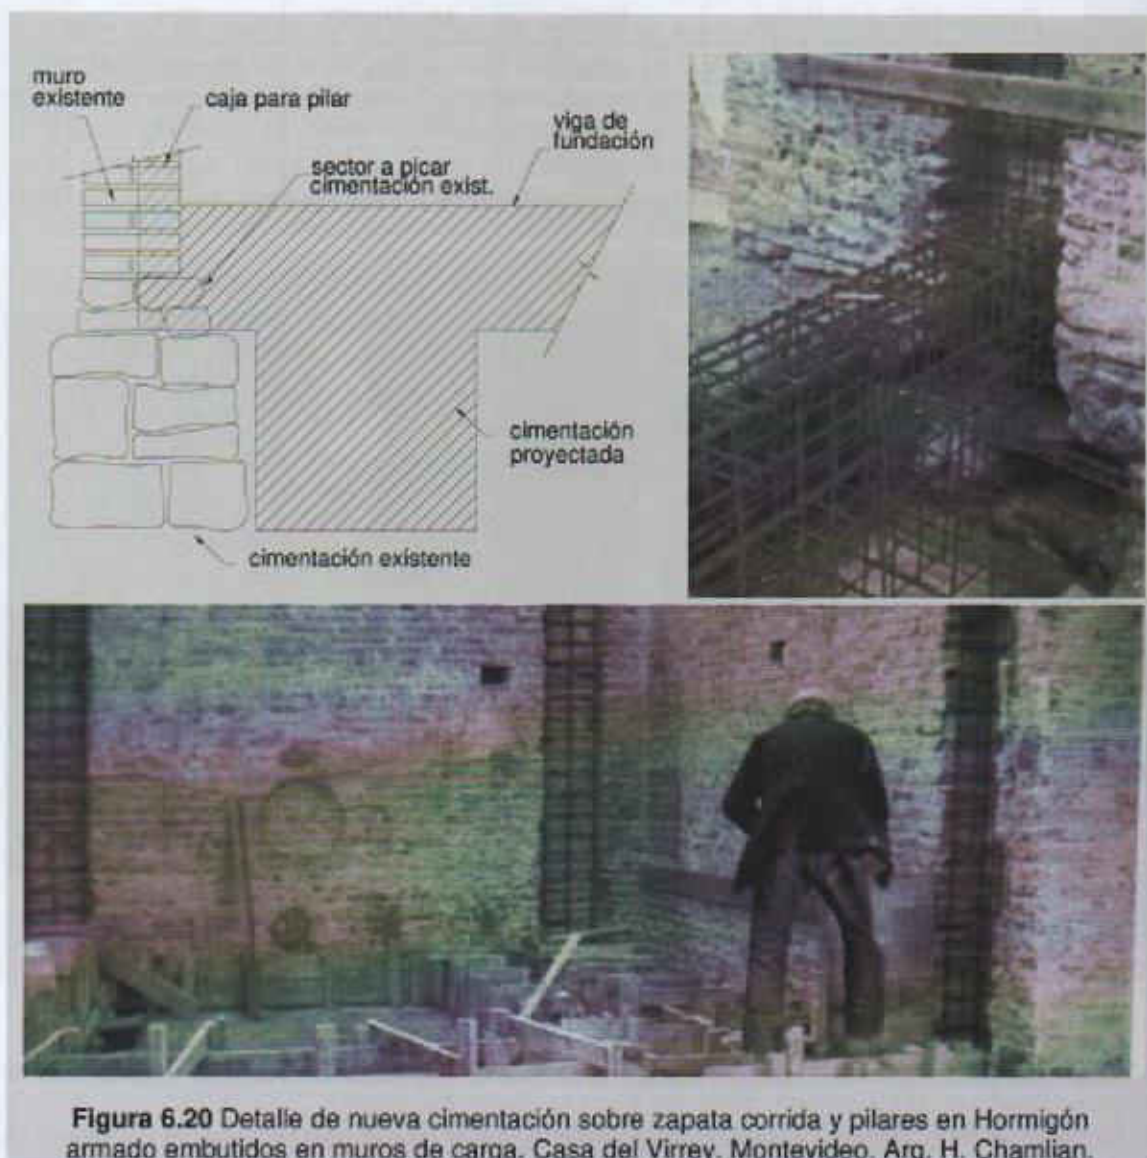 muro
existente
caja para pilar
sector a picar
cimentación exist.
viga de
fundación
cimentación
proyectada
cimentación existente
Figura 6.20 Detalle de nueva cimentación sobre zapata corrida y pilares en Hormigón
armado embutidos en muros de carga. Casa del Virrey, Montevideo. Arq. H. Chamlian.